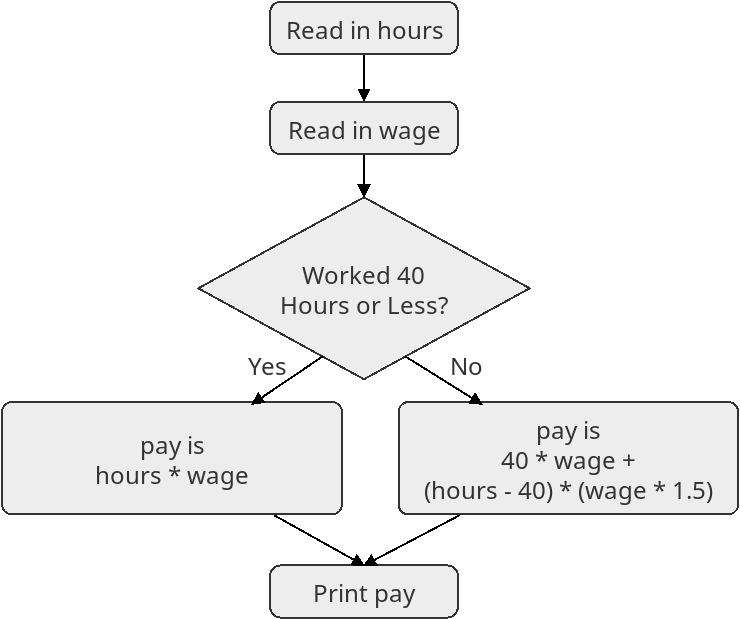 Read in hours
Read in wage
Worked 40
Hours or Less?
Yes
No
pay is
hours * wage
pay is
40 * wage +
(hours - 40) * (wage * 1.5)
Print pay